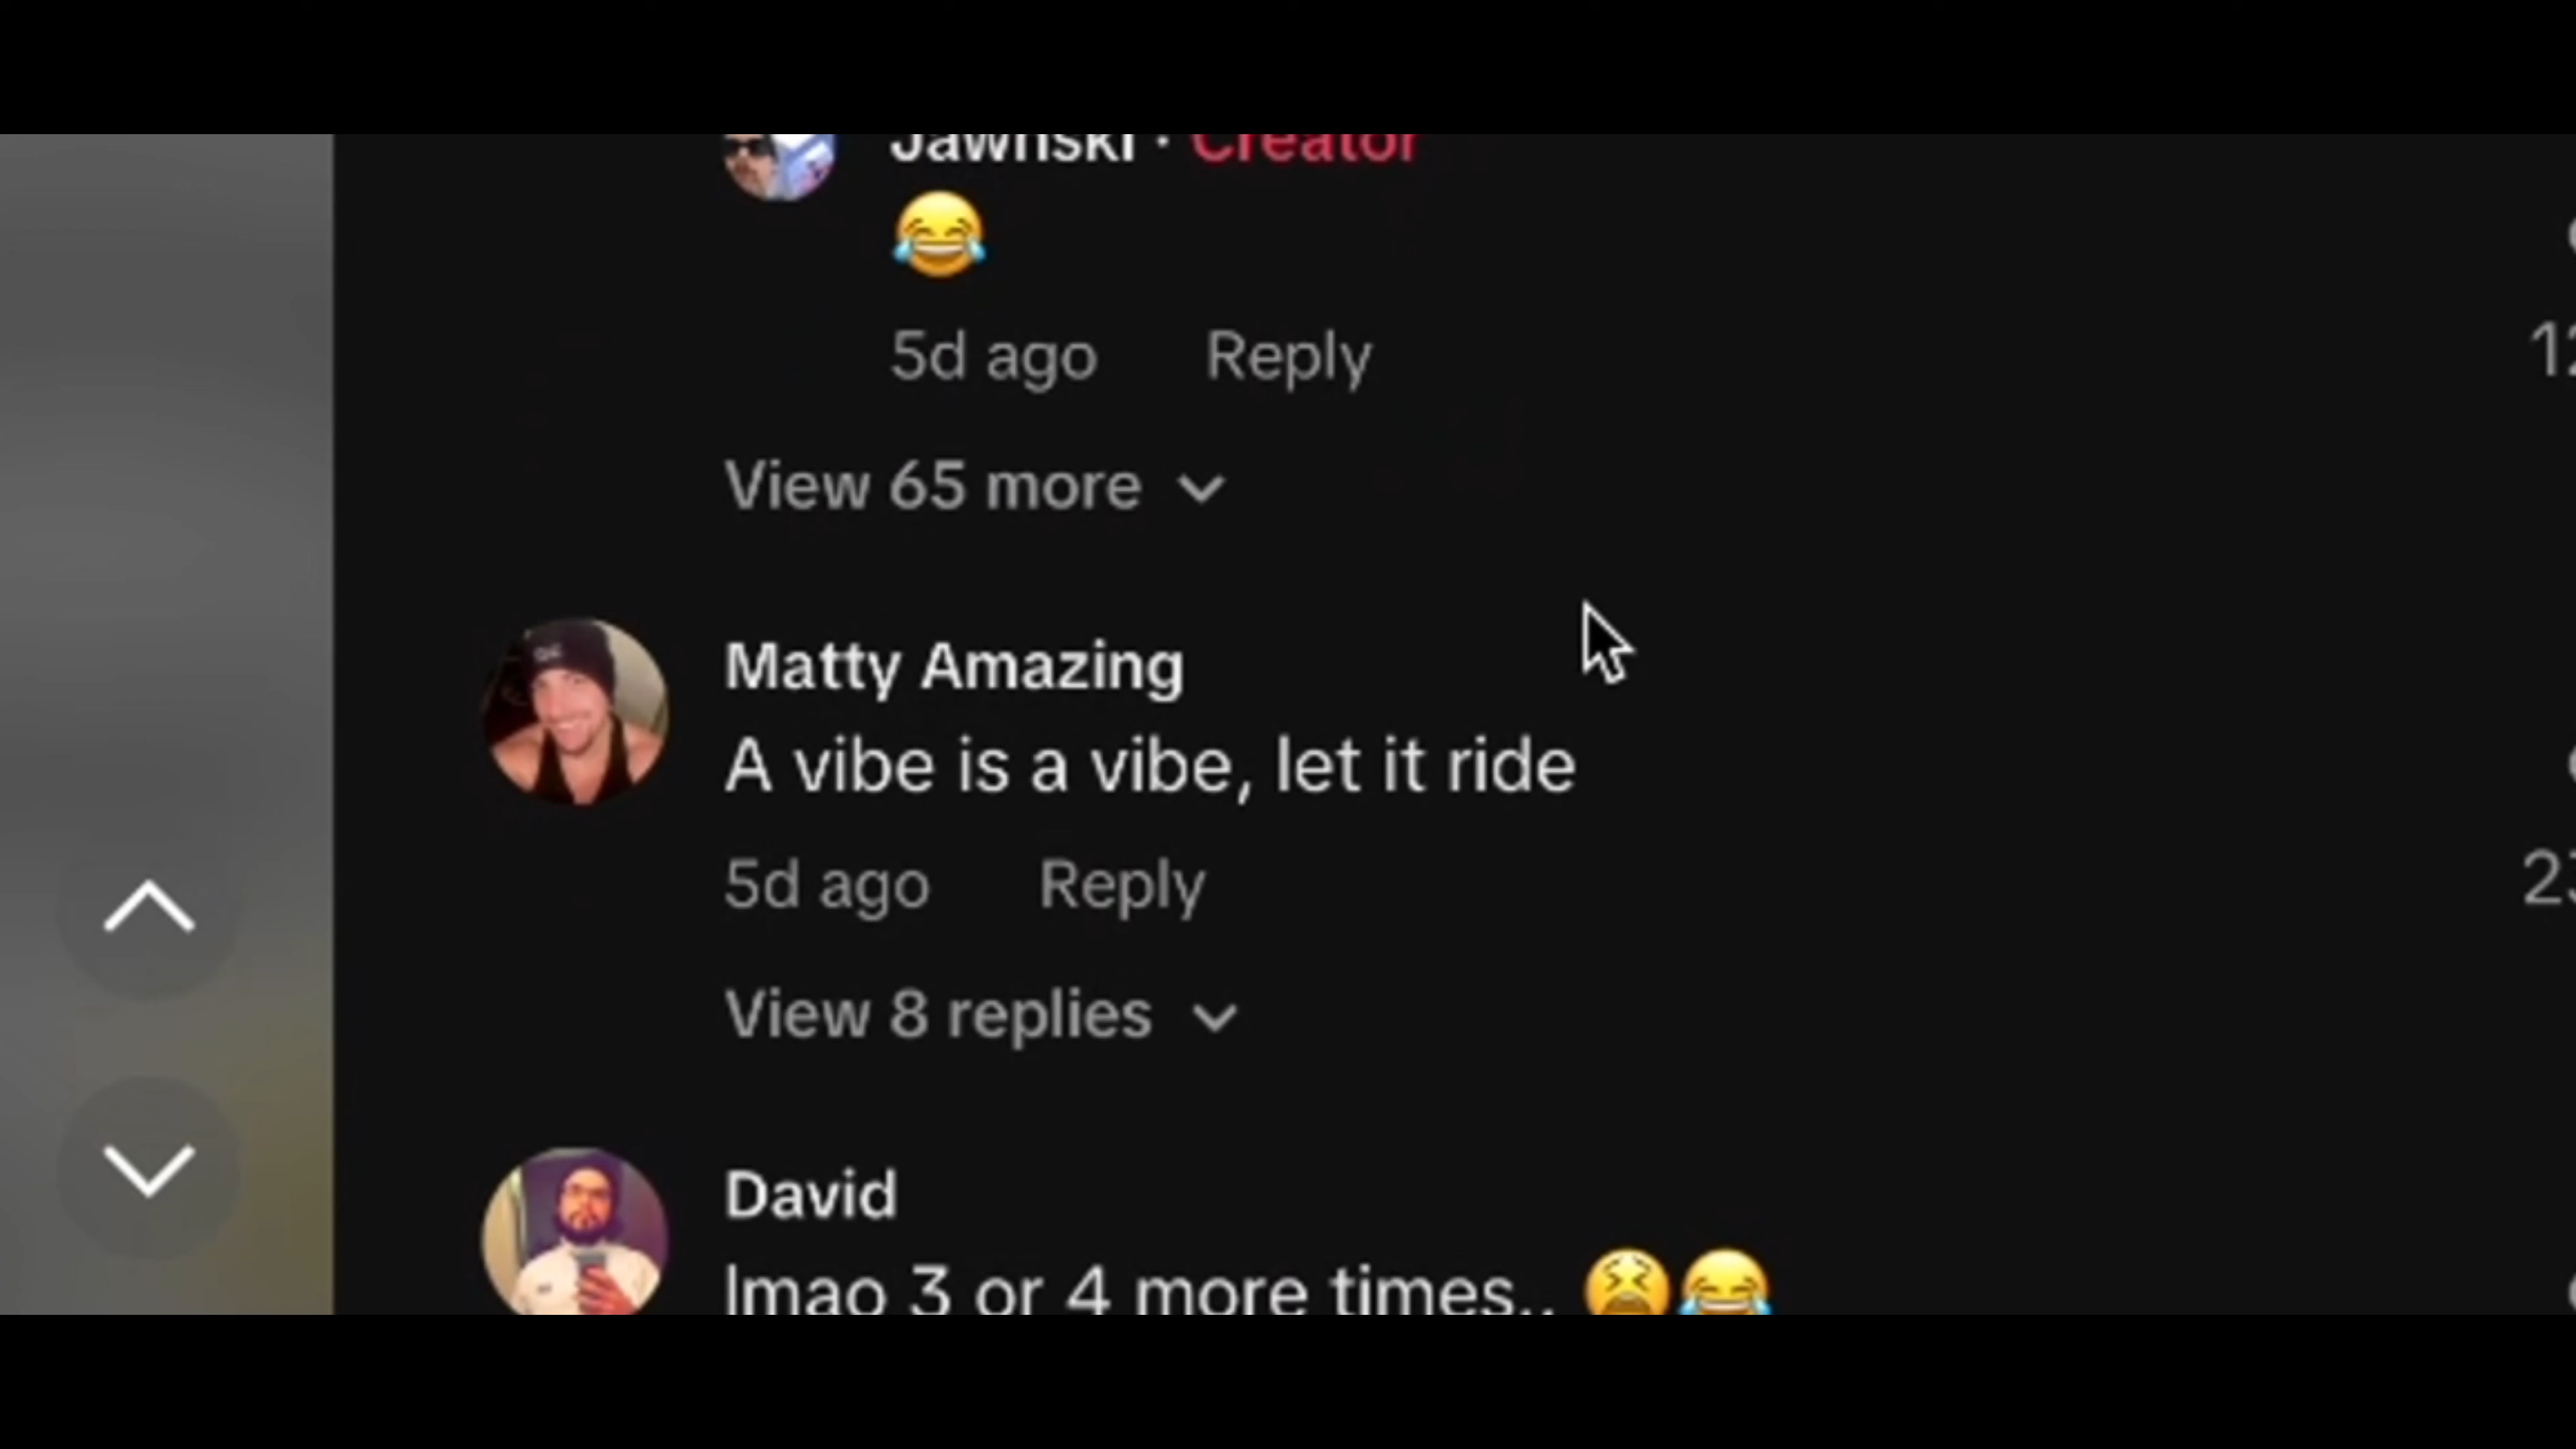 Jawnski · Creator
😂
5d ago Reply
View 65 more
Matty Amazing
A vibe is a vibe, let it ride
5d ago Reply
View 8 replies
David
lmao 3 or 4 more times.. 😫😂